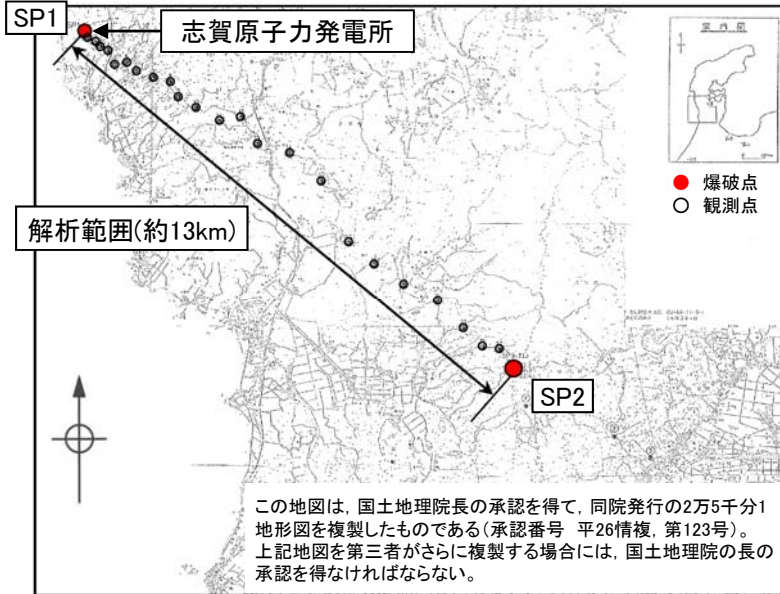 SP1
志賀原子力発電所
案内図
爆破点
観測点
解析範囲(約13km)
SP2
この地図は，国土地理院長の承認を得て，同院発行の2万5千分1
地形図を複製したものである(承認番号　平26情複，第123号)。
上記地図を第三者がさらに複製する場合には，国土地理院の長の
承認を得なければならない。